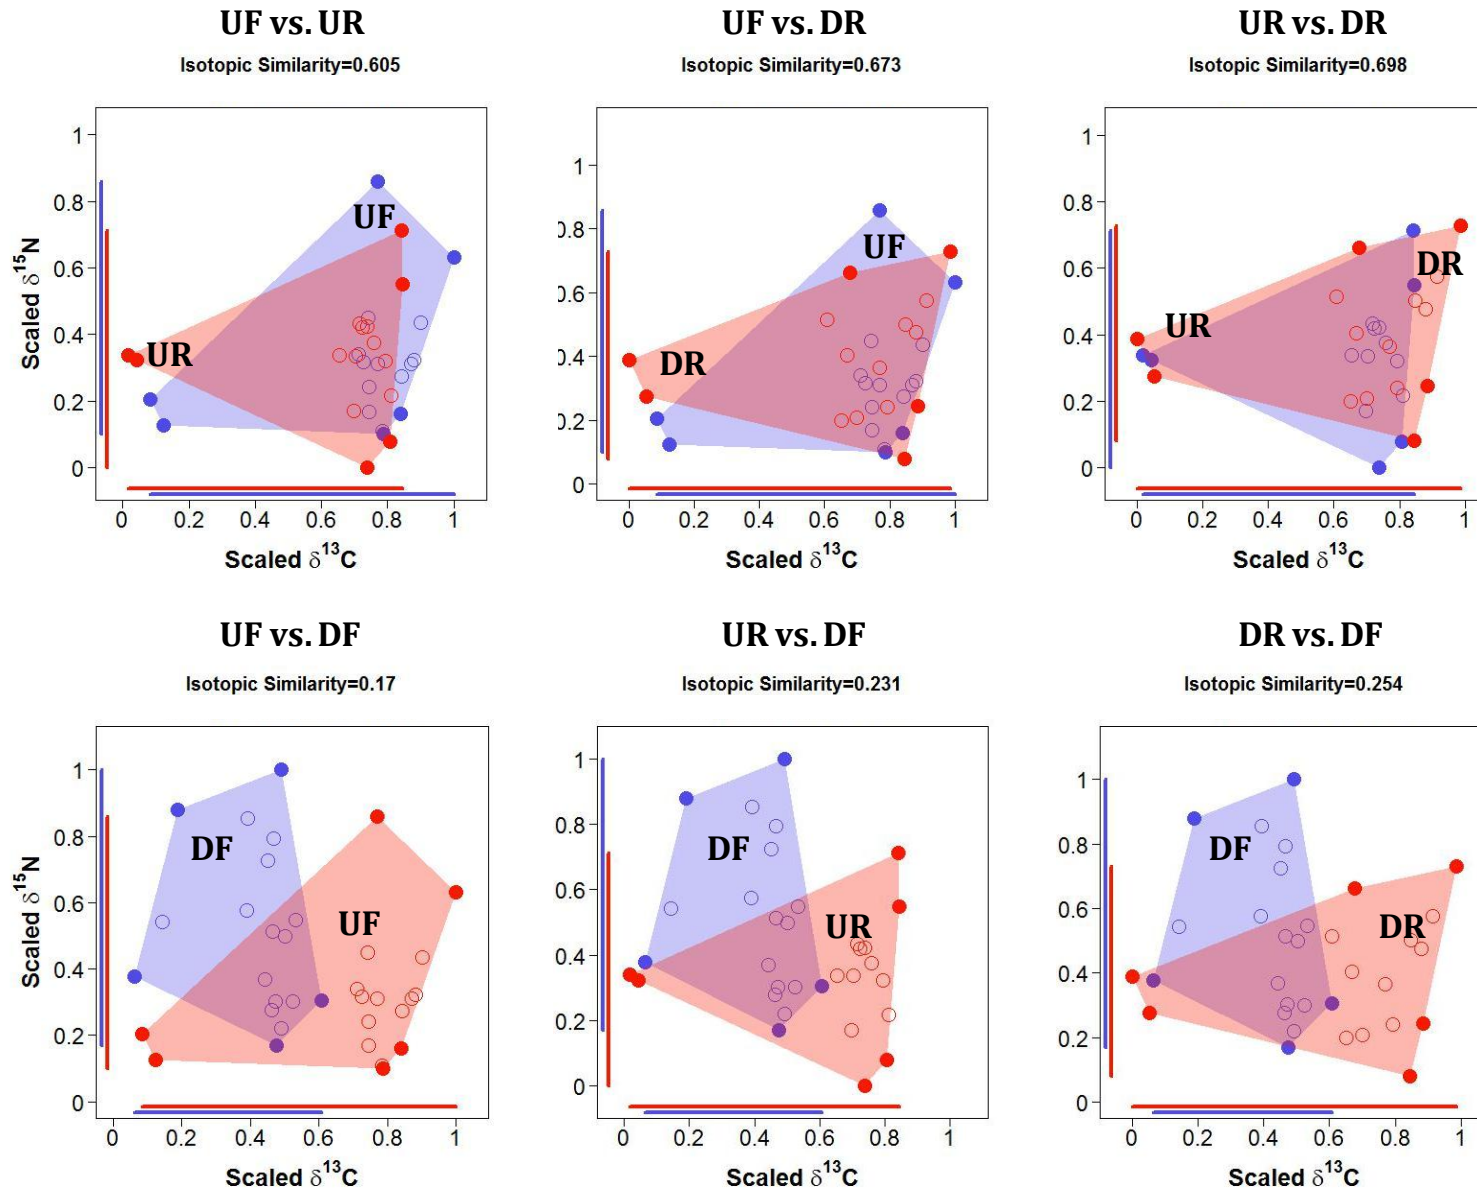 UF vs. UR
Isotopic Similarity=0.605
1
0.8
0.6
0.4
0.2
0
Scaled δ¹⁵N
UF
UR
0
0.2
0.4
0.6
0.8
1
Scaled δ¹³C
UF vs. DR
Isotopic Similarity=0.673
1
0.8
0.6
0.4
0.2
0
UF
DR
0
0.2
0.4
0.6
0.8
1
Scaled δ¹³C
UR vs. DR
Isotopic Similarity=0.698
1
0.8
0.6
0.4
0.2
0
DR
UR
0
0.2
0.4
0.6
0.8
1
Scaled δ¹³C
UF vs. DF
Isotopic Similarity=0.17
1
0.8
0.6
0.4
0.2
0
Scaled δ¹⁵N
DF
UF
0
0.2
0.4
0.6
0.8
1
Scaled δ¹³C
UR vs. DF
Isotopic Similarity=0.231
1
0.8
0.6
0.4
0.2
0
DF
UR
0
0.2
0.4
0.6
0.8
1
Scaled δ¹³C
DR vs. DF
Isotopic Similarity=0.254
1
0.8
0.6
0.4
0.2
0
DF
DR
0
0.2
0.4
0.6
0.8
1
Scaled δ¹³C